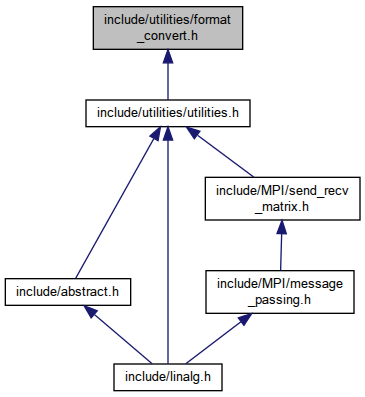 include/utilities/format
_convert.h
include/utilities/utilities.h
include/MPI/send_recv
_matrix.h
include/abstract.h
include/MPI/message
_passing.h
include/linalg.h